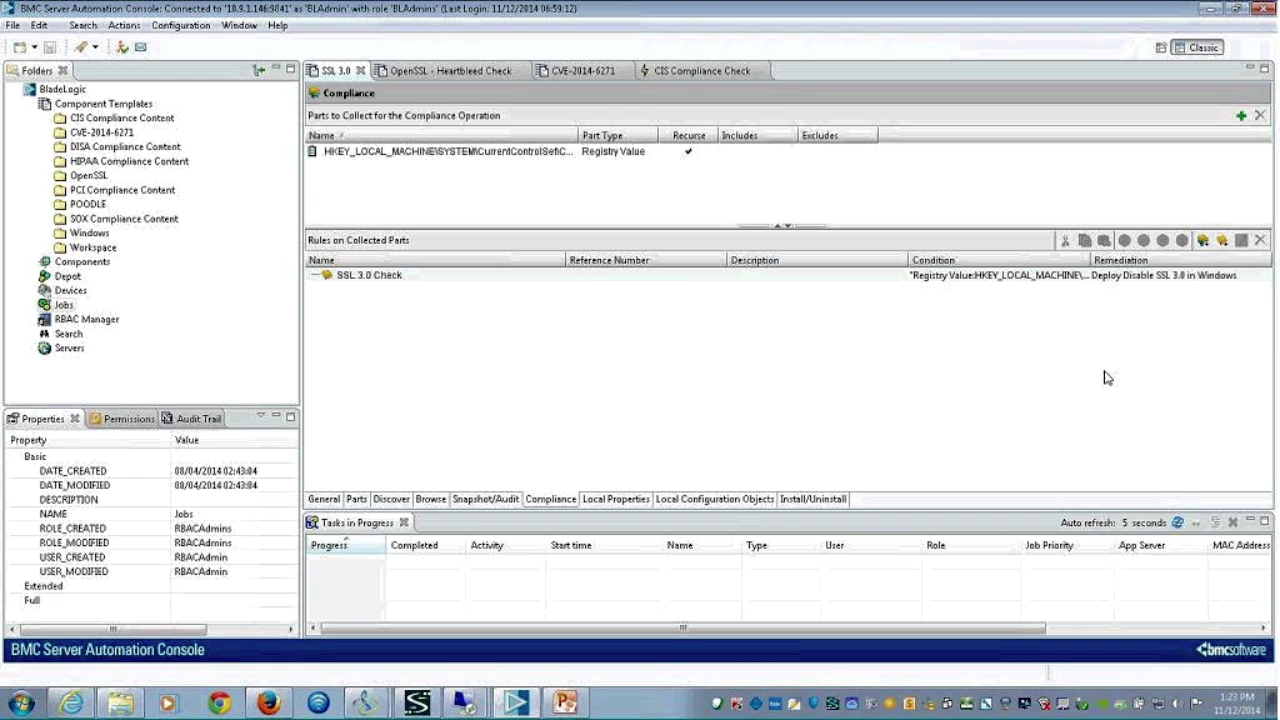 BMC Server Automation Console: Connected to '10.9.1.146:9841' as 'BLAdmin' with role 'BLAdmins' (Last Login: 11/12/2014 06:59:12)
File Edit Search Actions Configuration Window Help
Classic
Folders
BladeLogic
Component Templates
CIS Compliance Content
CVE-2014-6271
DISA Compliance Content
HIPAA Compliance Content
OpenSSL
PCI Compliance Content
POODLE
SOX Compliance Content
Windows
Workspace
Components
Depot
Devices
Jobs
RBAC Manager
Search
Servers
SSL 3.0 OpenSSL - Heartbleed Check CVE-2014-6271 CIS Compliance Check
Compliance
Parts to Collect for the Compliance Operation
Name Part Type Recurse Includes Excludes
HKEY_LOCAL_MACHINE\SYSTEM\CurrentControlSet\C... Registry Value
Rules on Collected Parts
Name Reference Number Description Condition Remediation
SSL 3.0 Check "Registry Value:HKEY_LOCAL_MACHINE\... Deploy Disable SSL 3.0 in Windows
General Parts Discover Browse Snapshot/Audit Compliance Local Properties Local Configuration Objects Install/Uninstall
Properties Permissions Audit Trail
Property Value
Basic
DATE_CREATED 08/04/2014 02:43:04
DATE_MODIFIED 08/04/2014 02:43:04
DESCRIPTION
NAME Jobs
ROLE_CREATED RBACAdmins
ROLE_MODIFIED RBACAdmins
USER_CREATED RBACAdmin
USER_MODIFIED RBACAdmin
Extended
Full
Tasks in Progress Auto refresh: 5 seconds
Progress Completed Activity Start time Name Type User Role Job Priority App Server MAC Address
BMC Server Automation Console
bmcsoftware
1:23 PM
11/12/2014